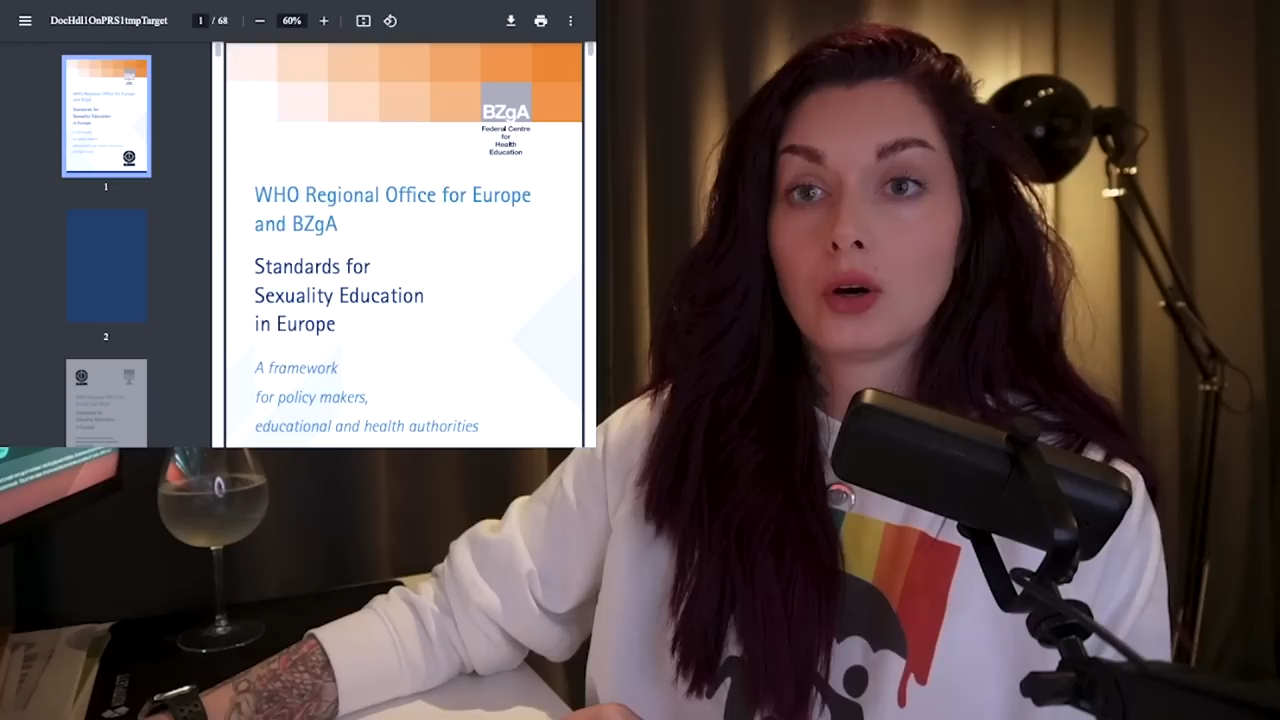 DocHdl1OnPRS1tmpTarget
1 / 68
60%
BZgA
Federal Centre
for
Health
Education
WHO Regional Office for Europe
and BZgA
Standards for
Sexuality Education
in Europe
A framework
for policy makers,
educational and health authorities
1
2